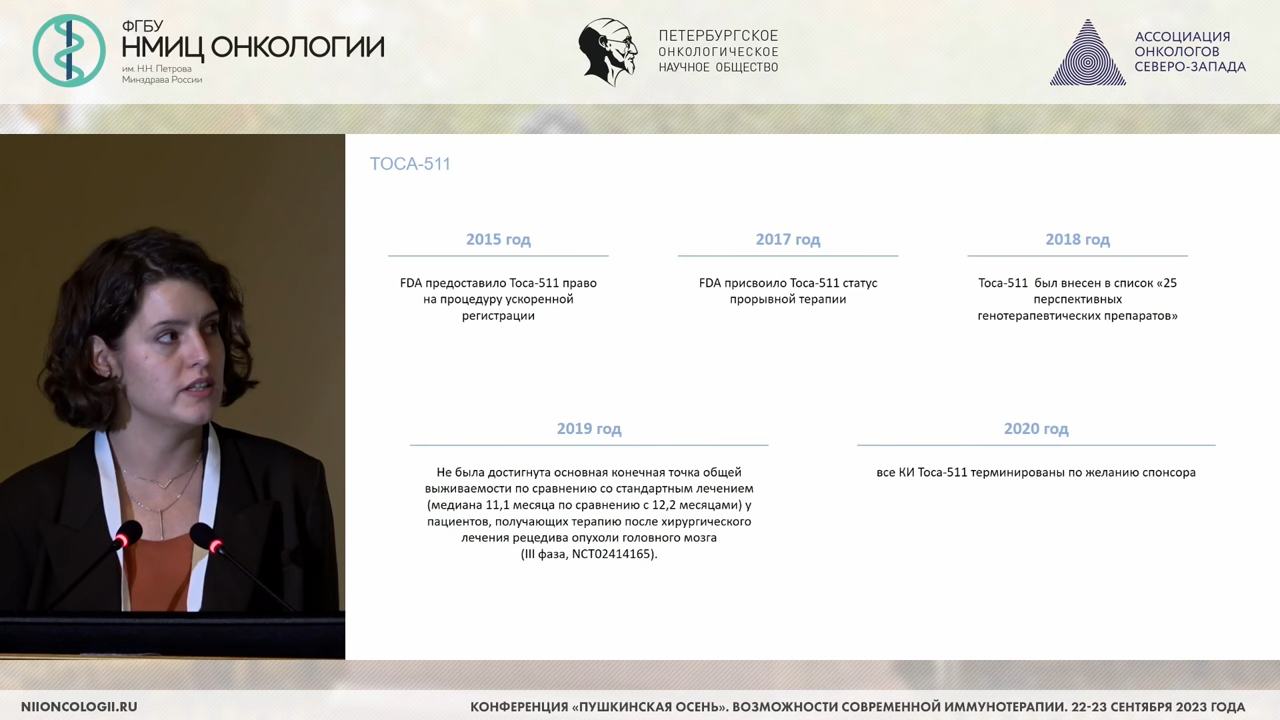 ФГБУ
НМИЦ ОНКОЛОГИИ
им. Н.Н. Петрова
Минздрава России
ПЕТЕРБУРГСКОЕ
ОНКОЛОГИЧЕСКОЕ
НАУЧНОЕ ОБЩЕСТВО
АССОЦИАЦИЯ
ОНКОЛОГОВ
СЕВЕРО-ЗАПАДА
ТОСА-511
2015 год
FDA предоставило Тоса-511 право
на процедуру ускоренной
регистрации
2017 год
FDA присвоило Тоса-511 статус
прорывной терапии
2018 год
Тоса-511 был внесен в список «25
перспективных
генотерапевтических препаратов»
2019 год
Не была достигнута основная конечная точка общей
выживаемости по сравнению со стандартным лечением
(медиана 11,1 месяца по сравнению с 12,2 месяцами) у
пациентов, получающих терапию после хирургического
лечения рецедива опухоли головного мозга
(III фаза, NCT02414165).
2020 год
все КИ Тоса-511 терминированы по желанию спонсора
NIIONCOLOGII.RU
КОНФЕРЕНЦИЯ «ПУШКИНСКАЯ ОСЕНЬ». ВОЗМОЖНОСТИ СОВРЕМЕННОЙ ИММУНОТЕРАПИИ. 22-23 СЕНТЯБРЯ 2023 ГОДА